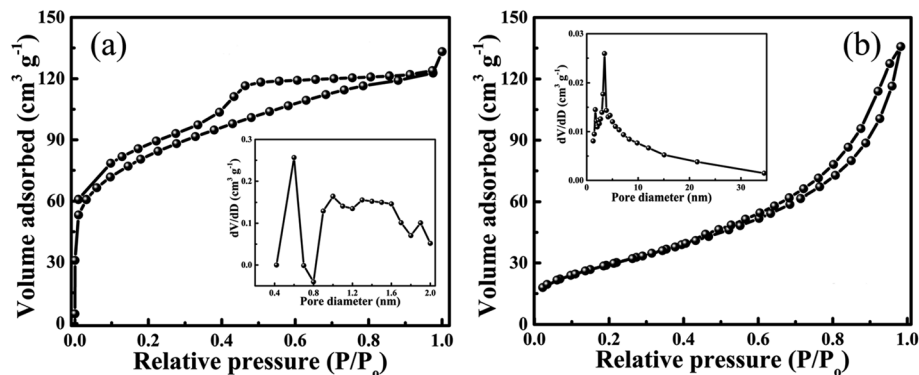 (a)
Volume adsorbed (cm³ g⁻¹)
150
120
90
60
30
0
0.0 0.2 0.4 0.6 0.8 1.0
Relative pressure (P/Pₒ)
dV/dD (cm³ g⁻¹)
0.3
0.2
0.1
0.0
0.4 0.8 1.2 1.6 2.0
Pore diameter (nm)
(b)
Volume adsorbed (cm³ g⁻¹)
150
120
90
60
30
0
0.0 0.2 0.4 0.6 0.8 1.0
Relative pressure (P/Pₒ)
dV/dD (cm³ g⁻¹)
0.03
0.02
0.01
0.00
0 10 20 30
Pore diameter (nm)